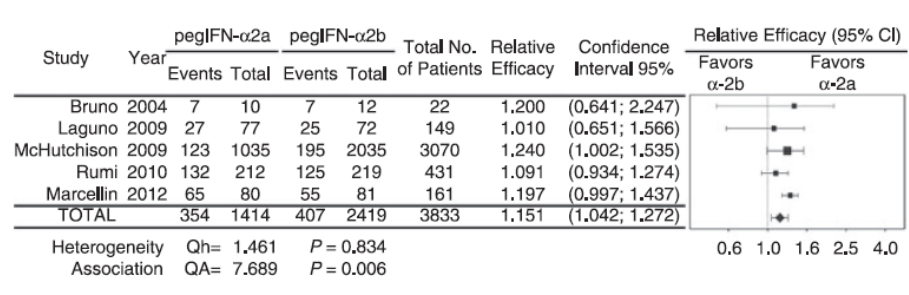 pegIFN-α2a pegIFN-α2b Total No. of Patients Relative Efficacy Confidence Interval 95% Relative Efficacy (95% CI)
Study Year Events Total Events Total Favors α-2b Favors α-2a
Bruno 2004 7 10 7 12 22 1.200 (0.641; 2.247)
Laguno 2009 27 77 25 72 149 1.010 (0.651; 1.566)
McHutchison 2009 123 1035 195 2035 3070 1.240 (1.002; 1.535)
Rumi 2010 132 212 125 219 431 1.091 (0.934; 1.274)
Marcellin 2012 65 80 55 81 161 1.197 (0.997; 1.437)
TOTAL 354 1414 407 2419 3833 1.151 (1.042; 1.272)
Heterogeneity Qh= 1.461 P = 0.834 0.6 1.0 1.6 2.5 4.0
Association QA= 7.689 P = 0.006